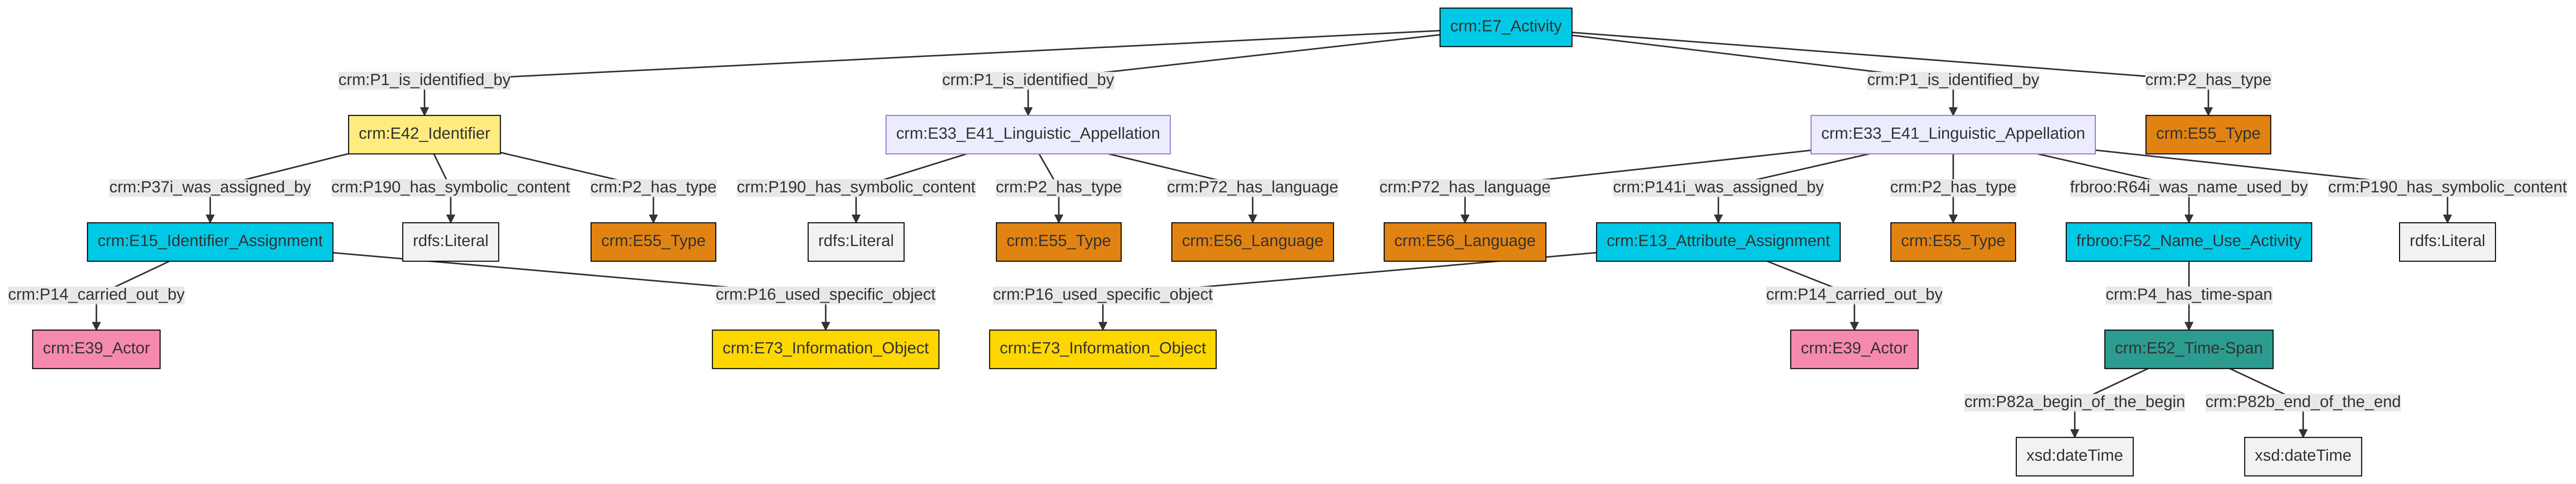 crm:E7_Activity
crm:P1_is_identified_by
crm:P1_is_identified_by
crm:P1_is_identified_by
crm:P2_has_type
crm:E42_Identifier
crm:E33_E41_Linguistic_Appellation
crm:E33_E41_Linguistic_Appellation
crm:E55_Type
crm:P37i_was_assigned_by
crm:P190_has_symbolic_content
crm:P2_has_type
crm:P190_has_symbolic_content
crm:P2_has_type
crm:P72_has_language
crm:P72_has_language
crm:P141i_was_assigned_by
crm:P2_has_type
frbroo:R64i_was_name_used_by
crm:P190_has_symbolic_content
crm:E15_Identifier_Assignment
rdfs:Literal
crm:E55_Type
rdfs:Literal
crm:E55_Type
crm:E56_Language
crm:E56_Language
crm:E13_Attribute_Assignment
crm:E55_Type
frbroo:F52_Name_Use_Activity
rdfs:Literal
crm:P14_carried_out_by
crm:P16_used_specific_object
crm:P16_used_specific_object
crm:P14_carried_out_by
crm:P4_has_time-span
crm:E39_Actor
crm:E73_Information_Object
crm:E73_Information_Object
crm:E39_Actor
crm:E52_Time-Span
crm:P82a_begin_of_the_begin
crm:P82b_end_of_the_end
xsd:dateTime
xsd:dateTime